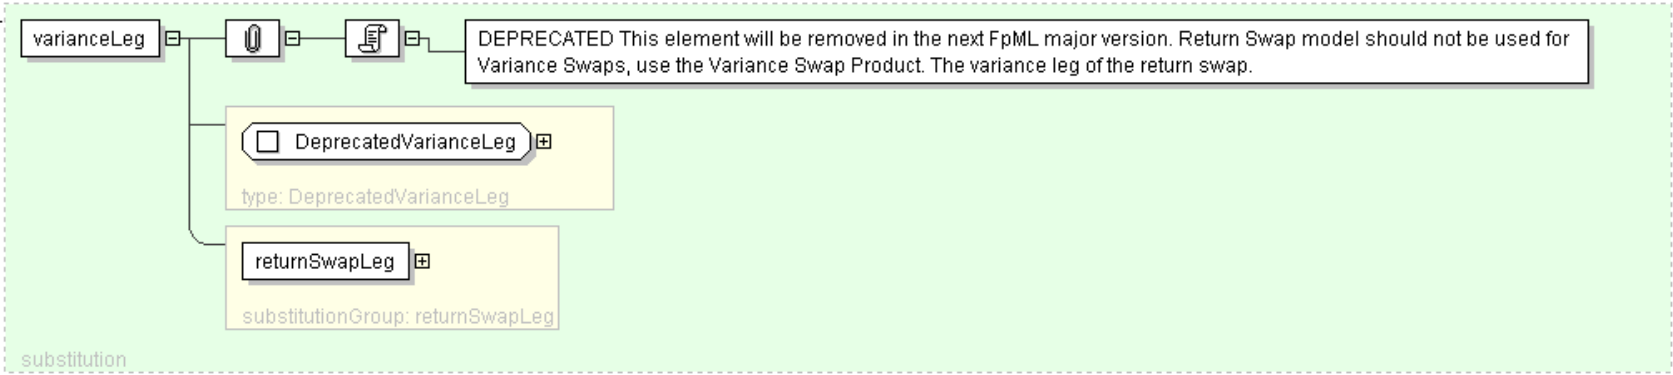 varianceLeg
DEPRECATED This element will be removed in the next FpML major version. Return Swap model should not be used for
Variance Swaps, use the Variance Swap Product. The variance leg of the return swap.
DeprecatedVarianceLeg
type: DeprecatedVarianceLeg
returnSwapLeg
substitutionGroup: returnSwapLeg
substitution